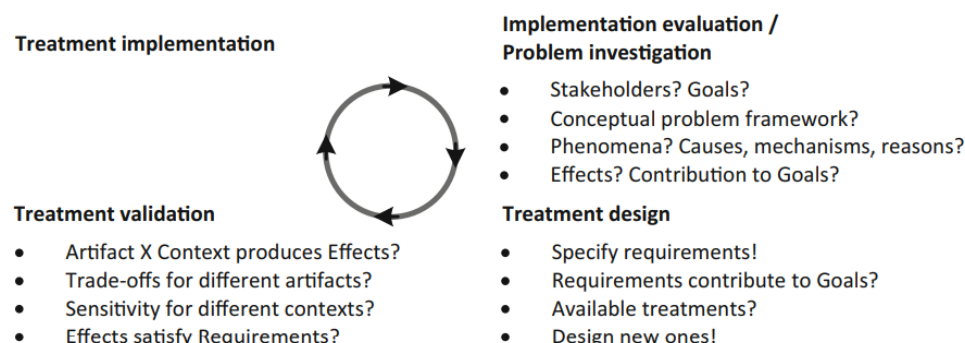 Treatment implementation
Implementation evaluation /
Problem investigation
• Stakeholders? Goals?
• Conceptual problem framework?
• Phenomena? Causes, mechanisms, reasons?
• Effects? Contribution to Goals?
Treatment validation
• Artifact X Context produces Effects?
• Trade-offs for different artifacts?
• Sensitivity for different contexts?
• Effects satisfy Requirements?
Treatment design
• Specify requirements!
• Requirements contribute to Goals?
• Available treatments?
• Design new ones!